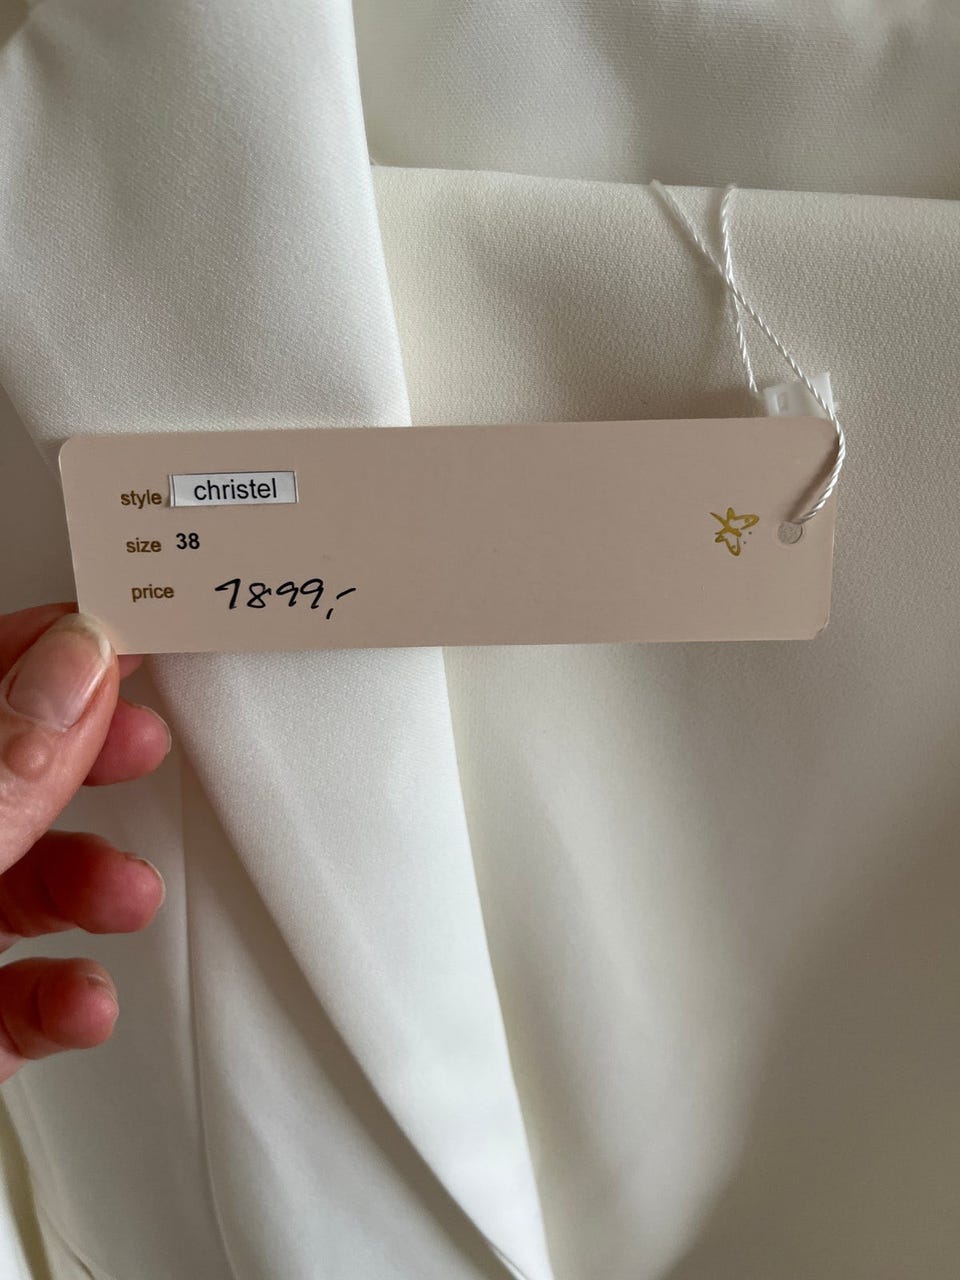 style christel
size 38
price 1899,-